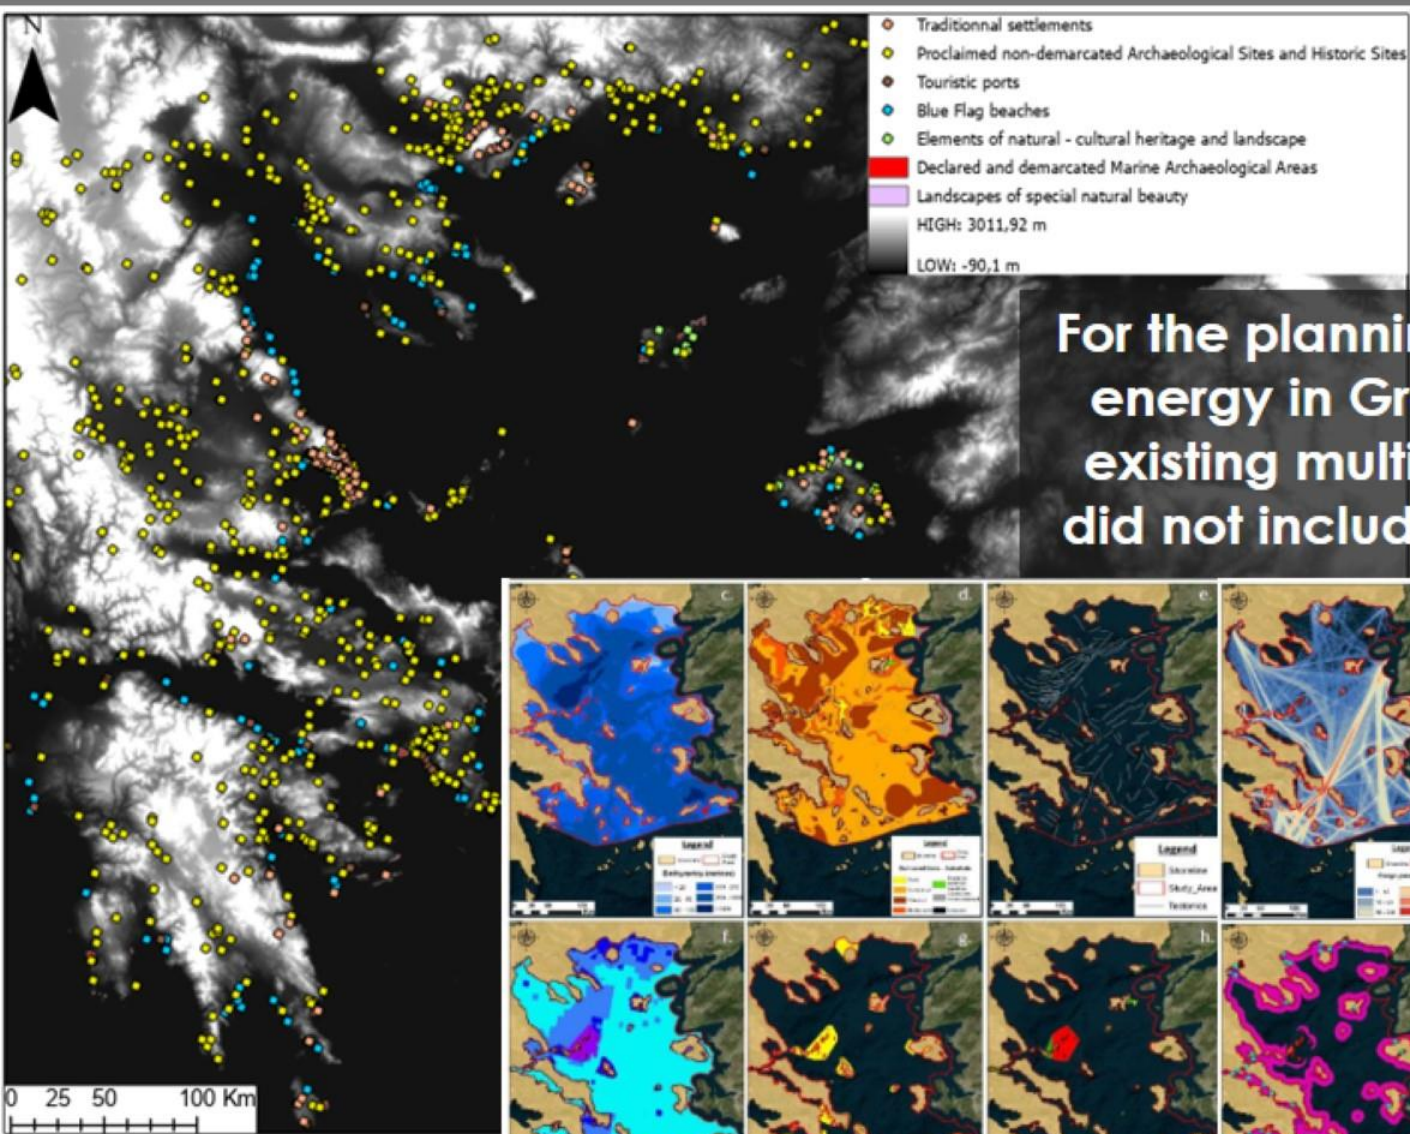 N
Traditionnal settlements
Proclaimed non-demarcated Archaeological Sites and Historic Sites
Touristic ports
Blue Flag beaches
Elements of natural - cultural heritage and landscape
Declared and demarcated Marine Archaeological Areas
Landscapes of special natural beauty
HIGH: 3011,92 m
LOW: -90,1 m
For the planni
energy in Gr
existing multi
did not includ
c.
d.
e.
Legend
Bathymetry (metres)
Legend
Legend
Shoreline
Study_Area
Tectonics
f.
g.
h.
0 25 50 100 Km